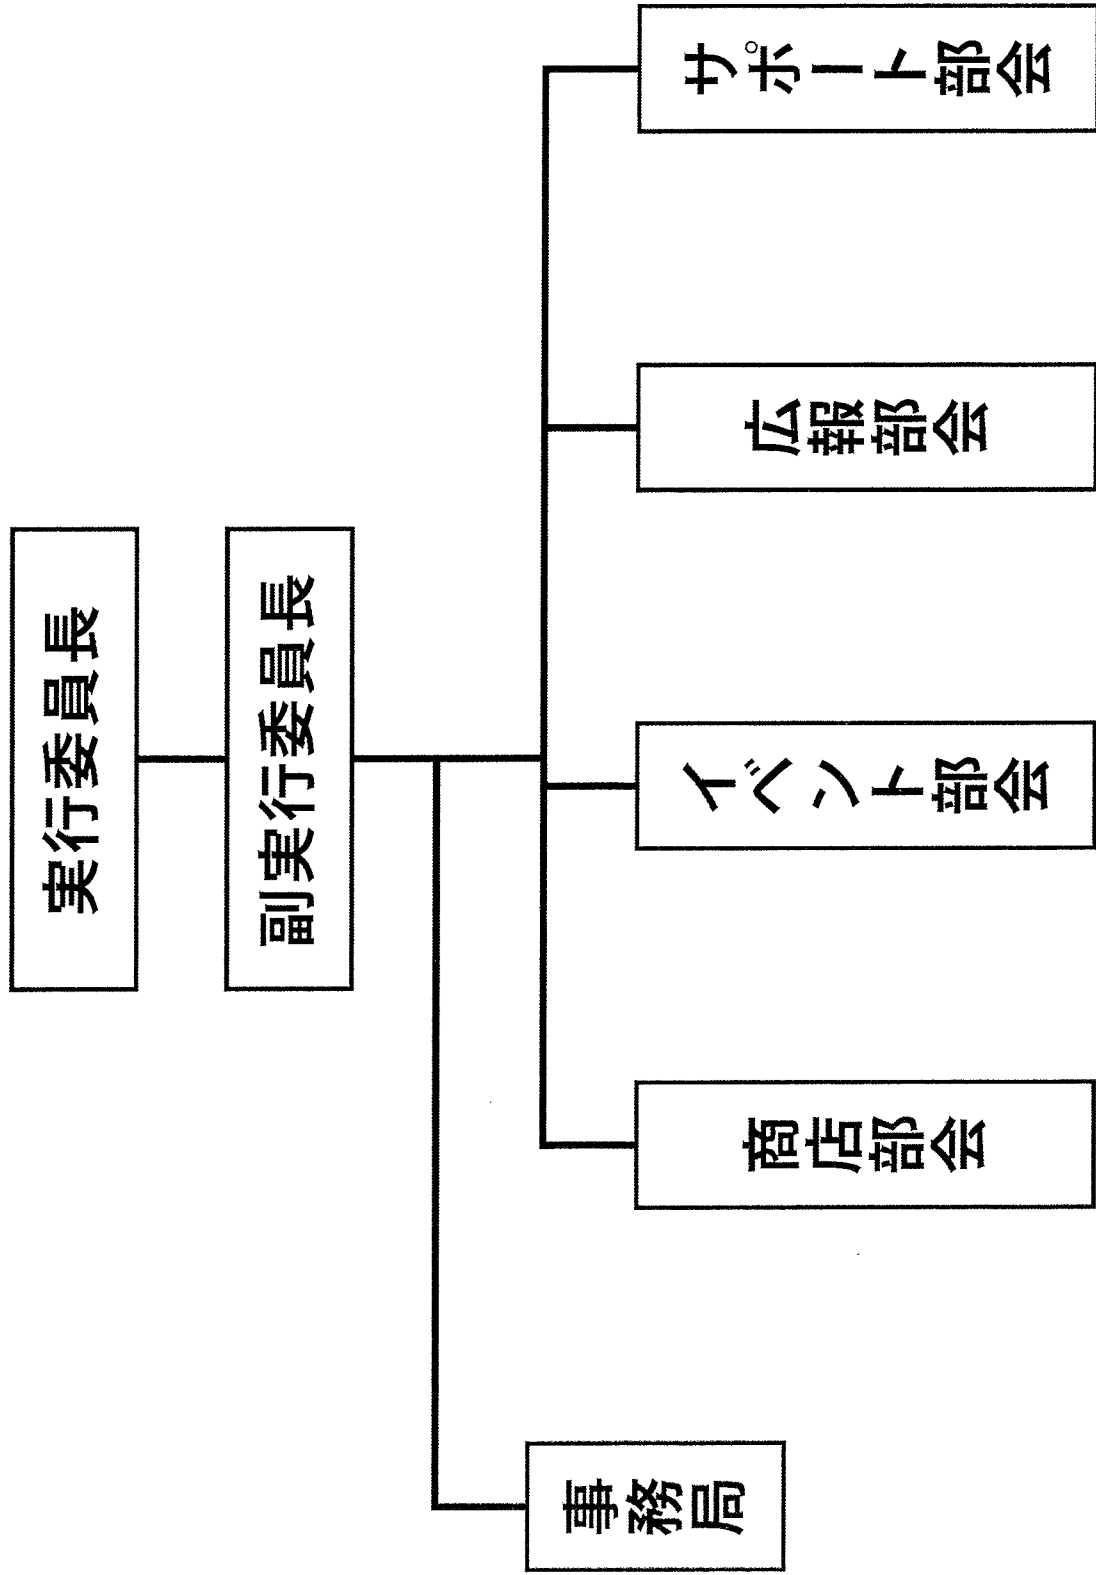 実行委員長
副実行委員長
事務局
商店部会
イベント部会
広報部会
サポート部会